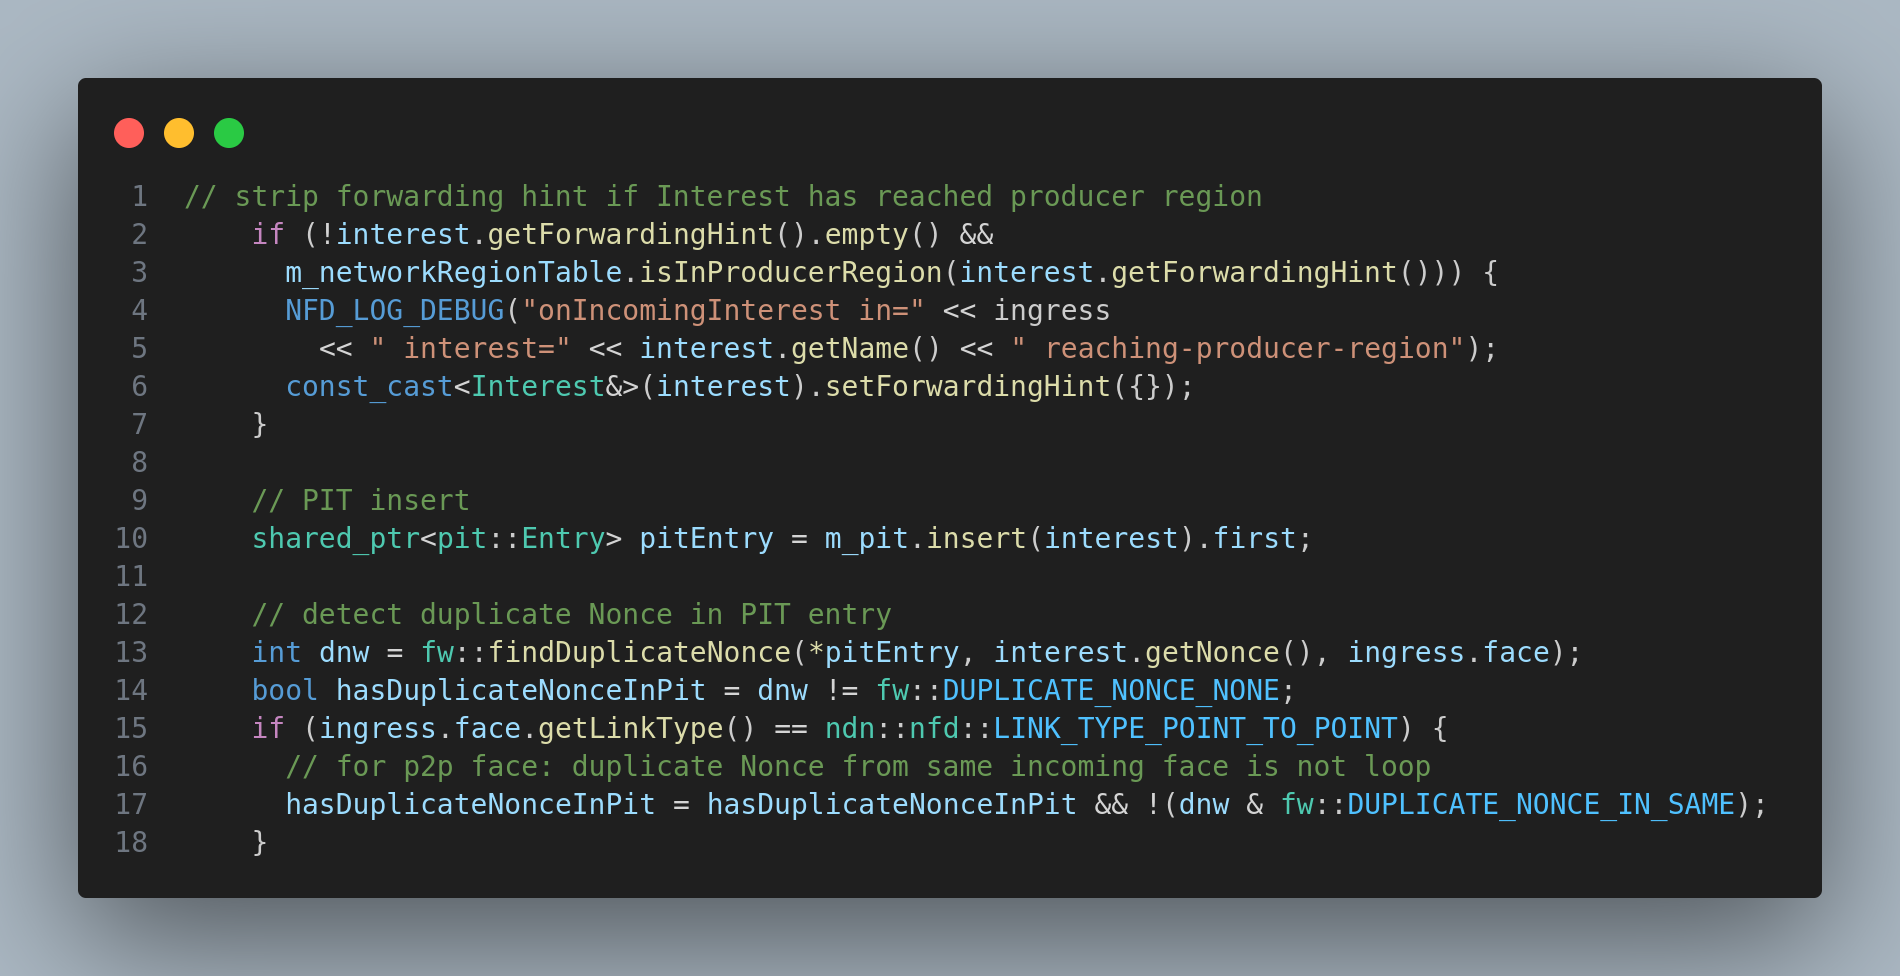 1 // strip forwarding hint if Interest has reached producer region
2     if (!interest.getForwardingHint().empty() &&
3       m_networkRegionTable.isInProducerRegion(interest.getForwardingHint())) {
4       NFD_LOG_DEBUG("onIncomingInterest in=" << ingress
5         << " interest=" << interest.getName() << " reaching-producer-region");
6       const_cast<Interest&>(interest).setForwardingHint({});
7     }
8
9     // PIT insert
10     shared_ptr<pit::Entry> pitEntry = m_pit.insert(interest).first;
11
12     // detect duplicate Nonce in PIT entry
13     int dnw = fw::findDuplicateNonce(*pitEntry, interest.getNonce(), ingress.face);
14     bool hasDuplicateNonceInPit = dnw != fw::DUPLICATE_NONCE_NONE;
15     if (ingress.face.getLinkType() == ndn::nfd::LINK_TYPE_POINT_TO_POINT) {
16       // for p2p face: duplicate Nonce from same incoming face is not loop
17       hasDuplicateNonceInPit = hasDuplicateNonceInPit && !(dnw & fw::DUPLICATE_NONCE_IN_SAME);
18     }